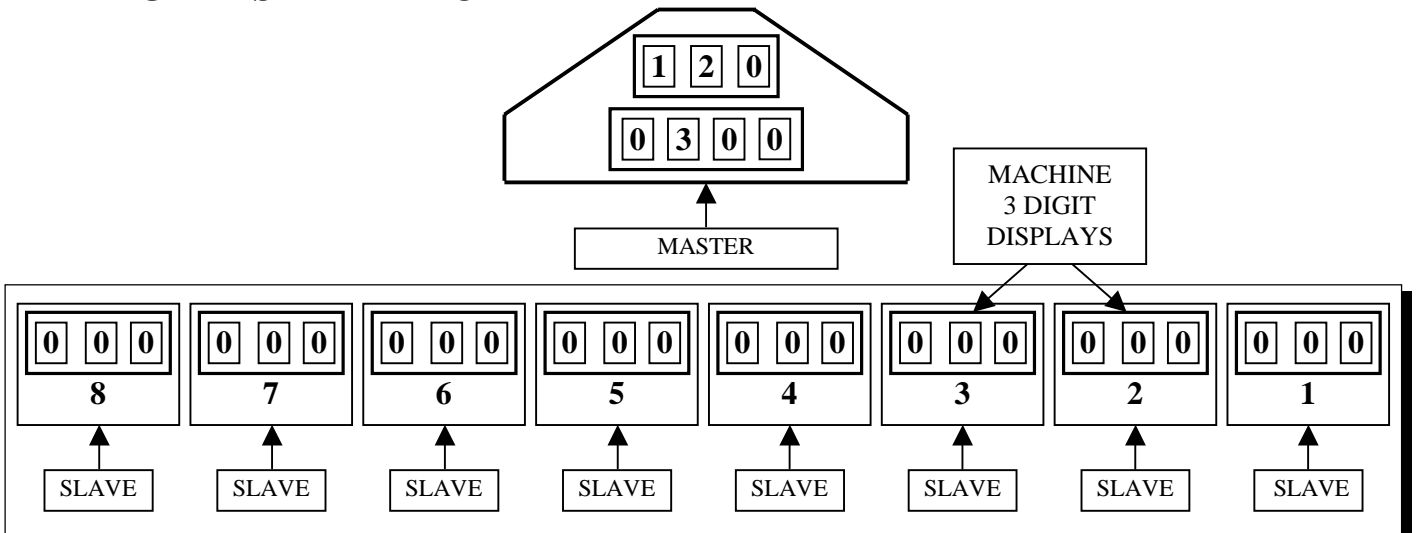 1 2 0
0 3 0 0
MACHINE
3 DIGIT
DISPLAYS
MASTER
0 0 0 0 0 0 0 0 0 0 0 0 0 0 0 0 0 0 0 0 0 0 0 0
8 7 6 5 4 3 2 1
SLAVE SLAVE SLAVE SLAVE SLAVE SLAVE SLAVE SLAVE